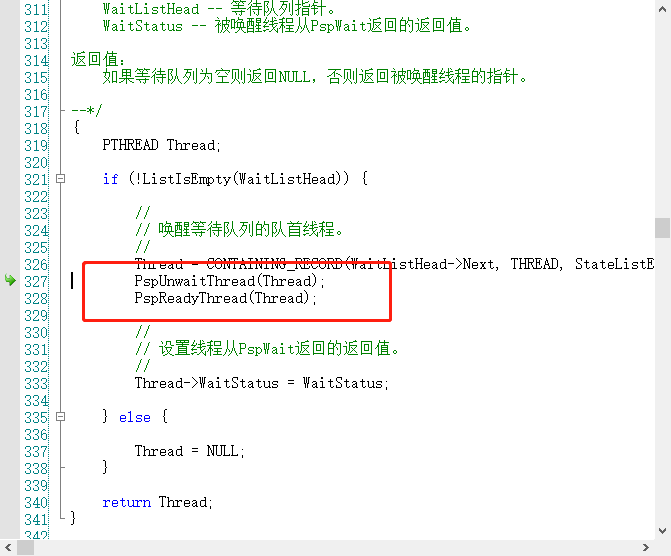 311 WaitListHead -- 等待队列指针。
312 WaitStatus -- 被唤醒线程从PspWait返回的返回值。
313
314 返回值:
315 如果等待队列为空则返回NULL，否则返回被唤醒线程的指针。
316
317 --*/
318 {
319 PTHREAD Thread;
320
321 if (!ListIsEmpty(WaitListHead)) {
322
323 //
324 // 唤醒等待队列的队首线程。
325 //
326 Thread = CONTAINING_RECORD(WaitListHead->Next, THREAD, StateListE
327 PspUnwaitThread(Thread);
328 PspReadyThread(Thread);
329
330 //
331 // 设置线程从PspWait返回的返回值。
332 //
333 Thread->WaitStatus = WaitStatus;
334
335 } else {
336
337 Thread = NULL;
338 }
339
340 return Thread;
341 }
342